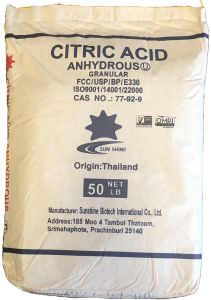 CITRIC ACID
ANHYDROUS Ⓤ
GRANULAR
FCC/USP/BP/E330
ISO9001/14001/22000
CAS NO.: 77-92-9
SUN SHINE
OMRI
Origin:Thailand
50 NET LB
Manufacturer: Sunshine Biotech International Co., Ltd.
Address:188 Moo 4 Tambol Thatoom,
Srimahaphote, Prachinburi 25140
ANHYDROUS